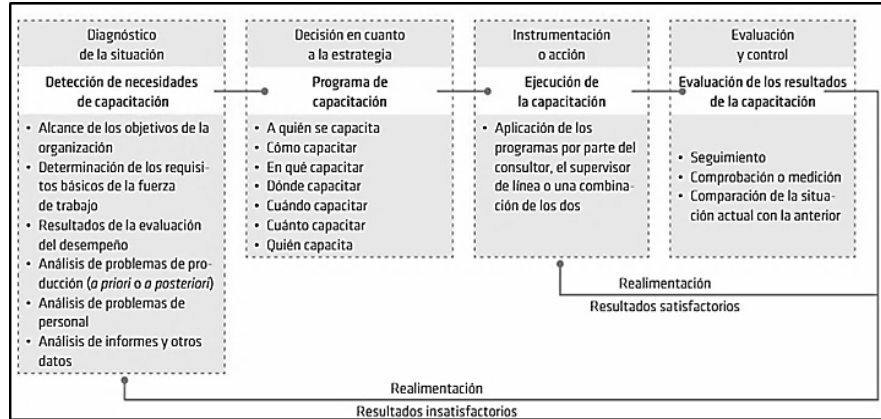 Diagnóstico
de la situación
Detección de necesidades
de capacitación
• Alcance de los objetivos de la
organización
• Determinación de los requisi-
tos básicos de la fuerza
de trabajo
• Resultados de la evaluación
del desempeño
• Análisis de problemas de pro-
ducción (a priori o a posteriori)
• Análisis de problemas de
personal
• Análisis de informes y otros
datos
Decisión en cuanto
a la estrategia
Programa de
capacitación
• A quién se capacita
• Cómo capacitar
• En qué capacitar
• Dónde capacitar
• Cuándo capacitar
• Cuánto capacitar
• Quién capacita
Instrumentación
o acción
Ejecución de
la capacitación
• Aplicación de los
programas por parte del
consultor, el supervisor
de línea o una combina-
ción de los dos
Evaluación
y control
Evaluación de los resultados
de la capacitación
• Seguimiento
• Comprobación o medición
• Comparación de la situa-
ción actual con la anterior
Realimentación
Resultados satisfactorios
Realimentación
Resultados insatisfactorios